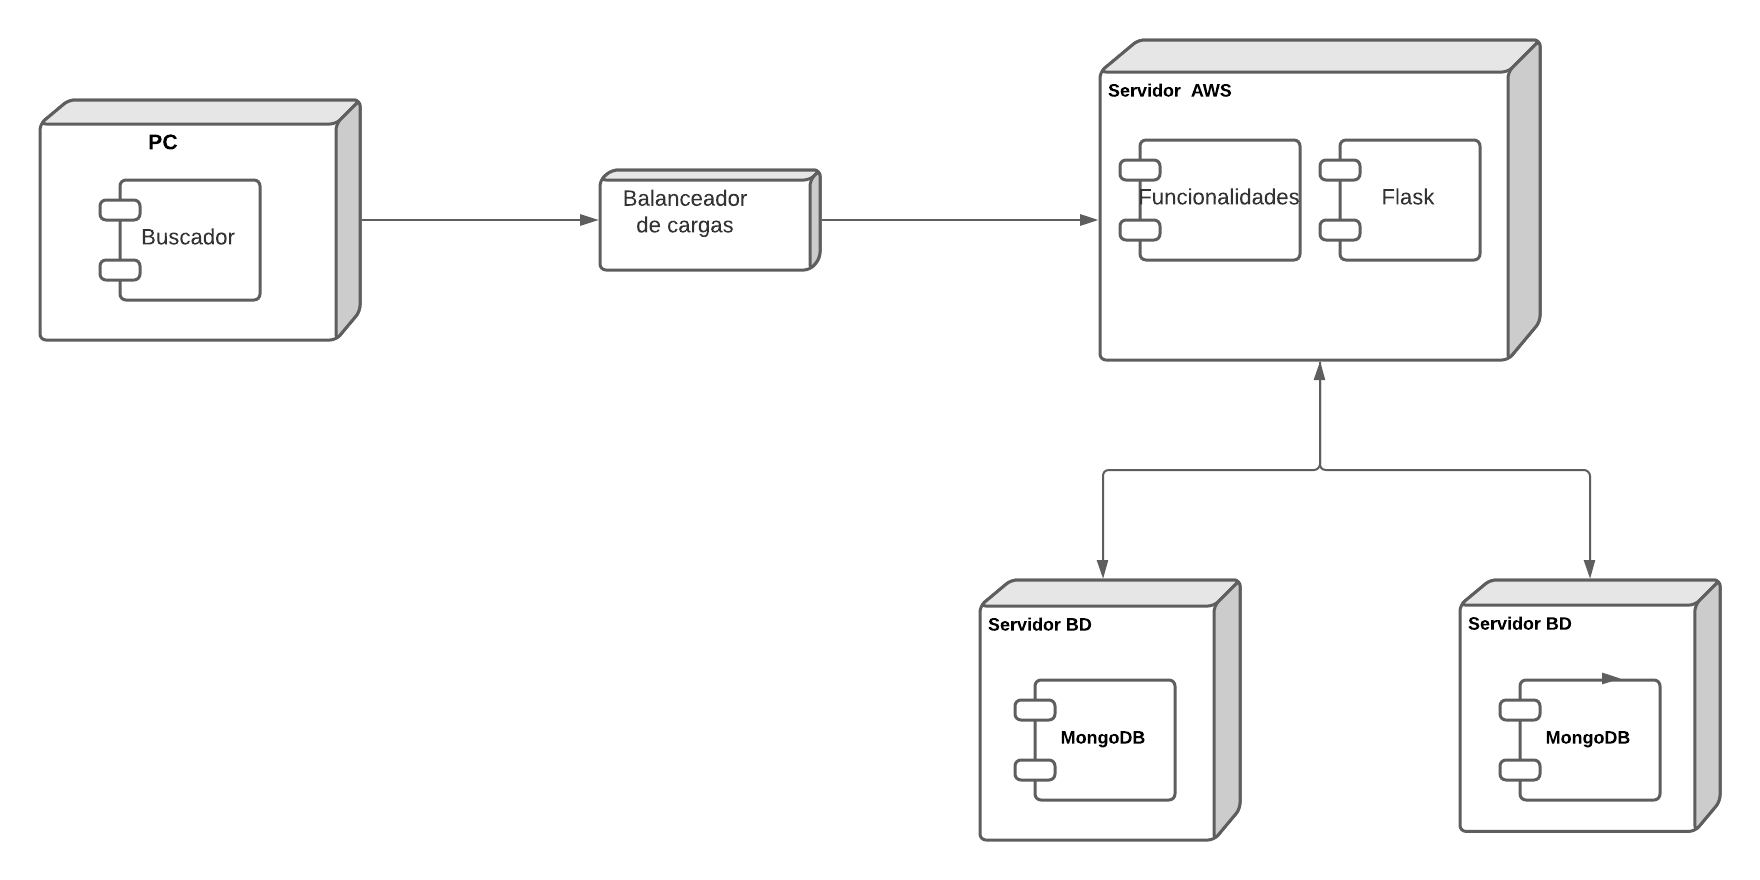 PC
Buscador
Balanceador
de cargas
Servidor  AWS
Funcionalidades
Flask
Servidor BD
MongoDB
Servidor BD
MongoDB